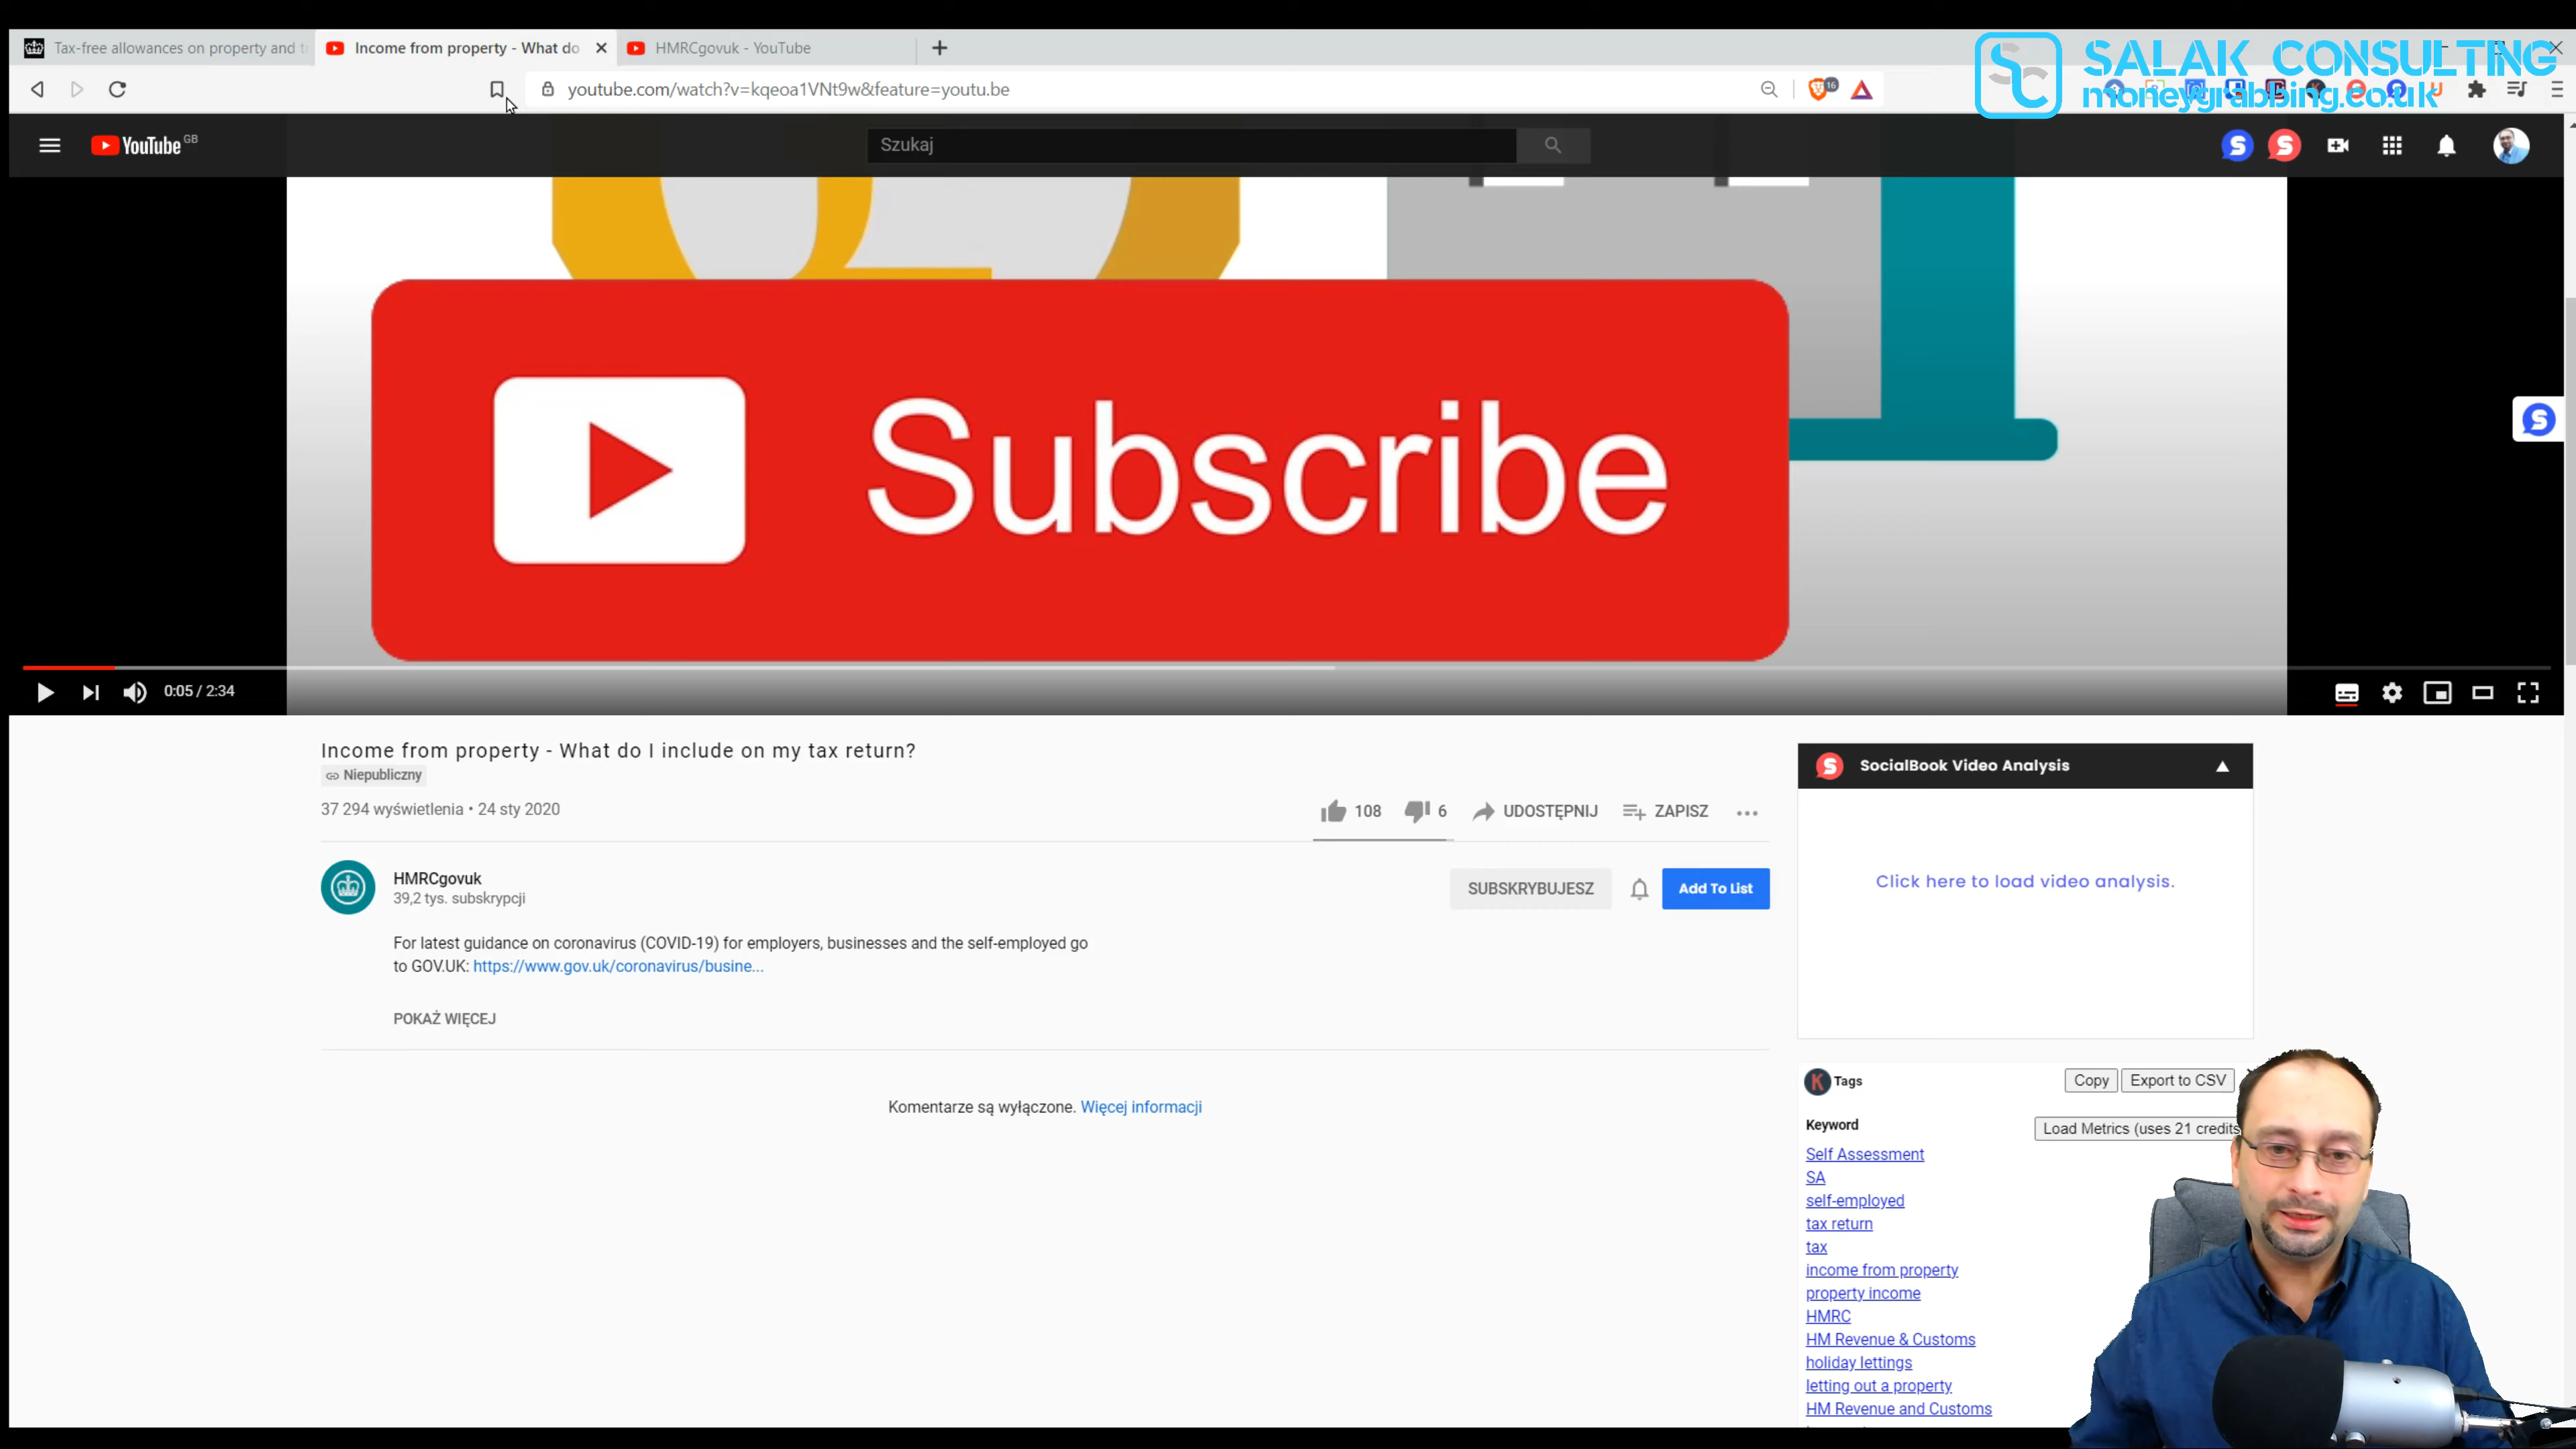 Tax-free allowances on property and t
Income from property - What do
HMRCgovuk - YouTube
SALAK CONSULTING
moneygrabbing.co.uk
youtube.com/watch?v=kqeoa1VNt9w&feature=youtu.be
16
YouTube GB
Szukaj
Subscribe
0:05 / 2:34
Income from property - What do I include on my tax return?
Niepubliczny
37 294 wyświetlenia • 24 sty 2020
108
6
UDOSTĘPNIJ
ZAPISZ
HMRCgovuk
39,2 tys. subskrypcji
SUBSKRYBUJESZ
Add To List
For latest guidance on coronavirus (COVID-19) for employers, businesses and the self-employed go
to GOV.UK: https://www.gov.uk/coronavirus/busine...
POKAŻ WIĘCEJ
Komentarze są wyłączone. Więcej informacji
SocialBook Video Analysis
Click here to load video analysis.
K Tags
Copy
Export to CSV
Keyword
Load Metrics (uses 21 credits
Self Assessment
SA
self-employed
tax return
tax
income from property
property income
HMRC
HM Revenue & Customs
holiday lettings
letting out a property
HM Revenue and Customs